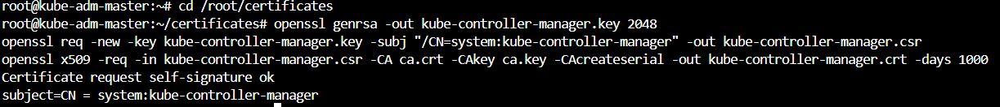 root@kube-adm-master:~# cd /root/certificates
root@kube-adm-master:~/certificates# openssl genrsa -out kube-controller-manager.key 2048
openssl req -new -key kube-controller-manager.key -subj "/CN=system:kube-controller-manager" -out kube-controller-manager.csr
openssl x509 -req -in kube-controller-manager.csr -CA ca.crt -CAkey ca.key -CAcreateserial -out kube-controller-manager.crt -days 1000
Certificate request self-signature ok
subject=CN = system:kube-controller-manager